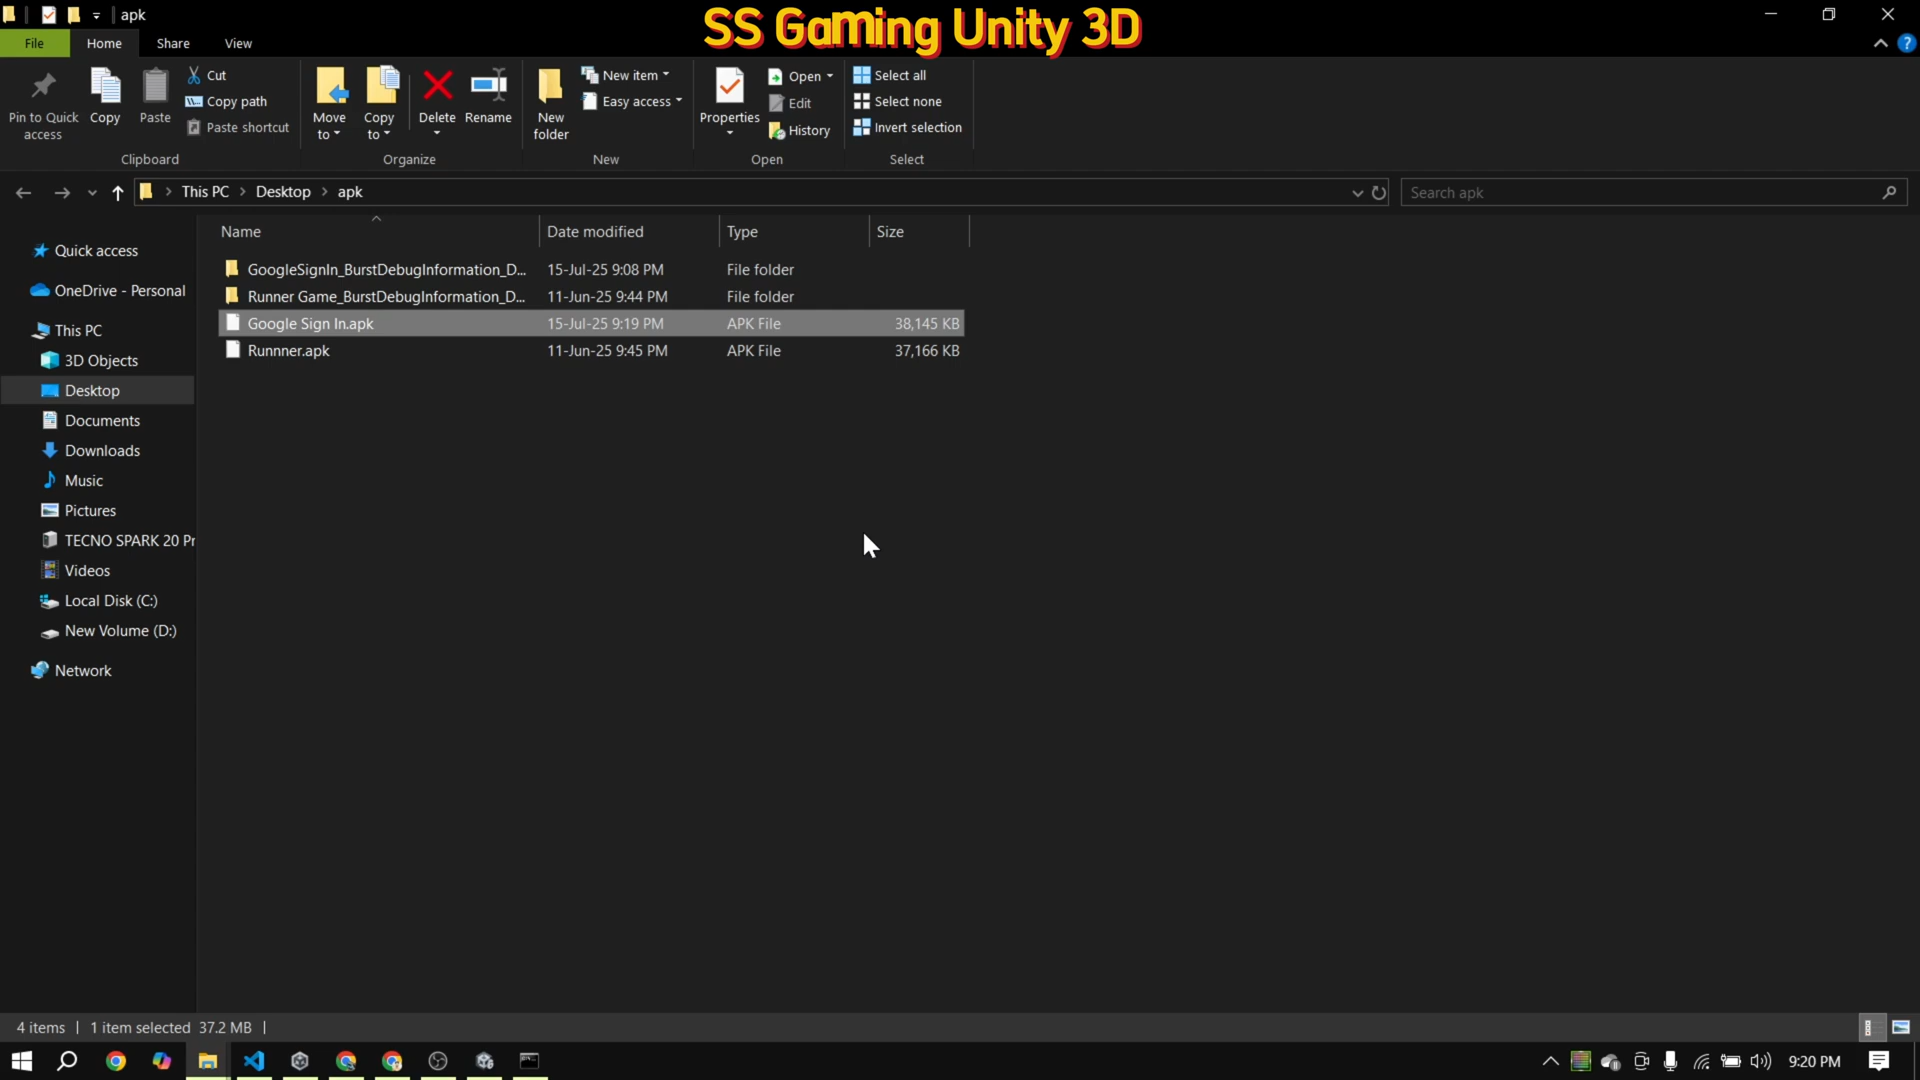 apk
SS Gaming Unity 3D
File
Home
Share
View
Pin to Quick access
Copy
Paste
Cut
Copy path
Paste shortcut
Clipboard
Move to
Copy to
Delete
Rename
Organize
New folder
New item
Easy access
New
Properties
Open
Edit
History
Open
Select all
Select none
Invert selection
Select
This PC > Desktop > apk
Search apk
Name Date modified Type Size
GoogleSignIn_BurstDebugInformation_D... 15-Jul-25 9:08 PM File folder
Runner Game_BurstDebugInformation_D... 11-Jun-25 9:44 PM File folder
Google Sign In.apk 15-Jul-25 9:19 PM APK File 38,145 KB
Runnner.apk 11-Jun-25 9:45 PM APK File 37,166 KB
Quick access
OneDrive - Personal
This PC
3D Objects
Desktop
Documents
Downloads
Music
Pictures
TECNO SPARK 20 Pr
Videos
Local Disk (C:)
New Volume (D:)
Network
4 items | 1 item selected 37.2 MB |
9:20 PM